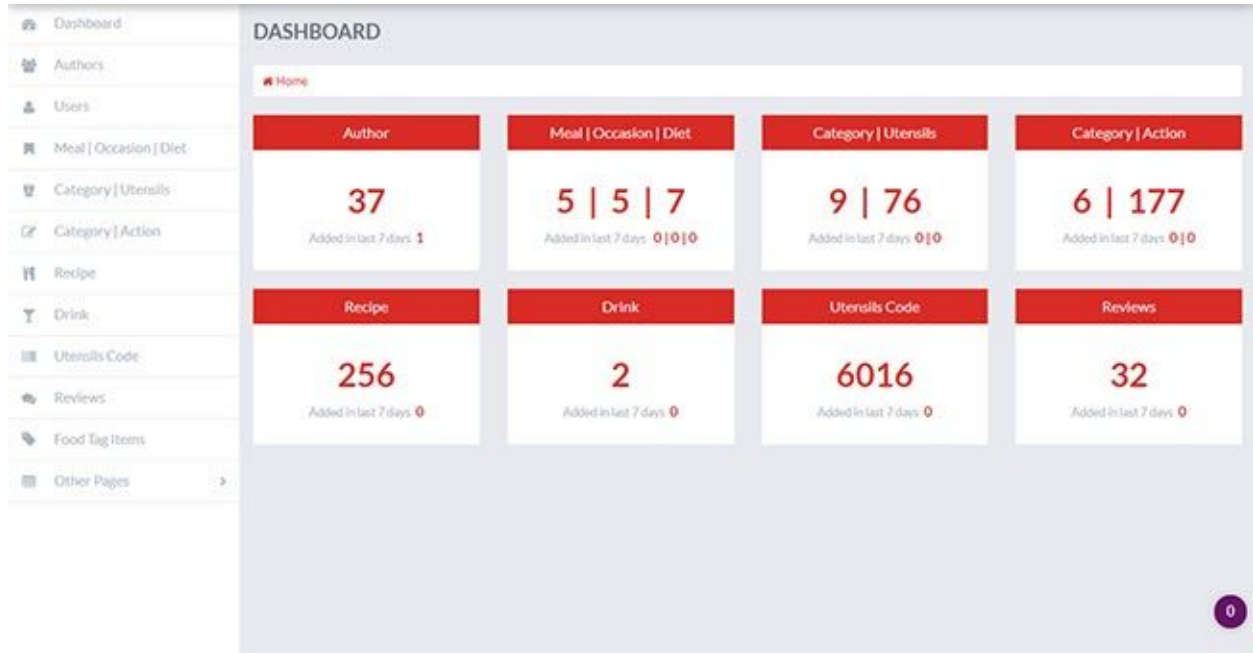 Dashboard
Authors
Users
Meal | Occasion | Diet
Category | Utensils
Category | Action
Recipe
Drink
Utensils Code
Reviews
Food Tag Items
Other Pages
DASHBOARD
Home
Author
37
Added in last 7 days 1
Meal | Occasion | Diet
5 | 5 | 7
Added in last 7 days 0|0|0
Category | Utensils
9 | 76
Added in last 7 days 0|0
Category | Action
6 | 177
Added in last 7 days 0|0
Recipe
256
Added in last 7 days 0
Drink
2
Added in last 7 days 0
Utensils Code
6016
Added in last 7 days 0
Reviews
32
Added in last 7 days 0
0